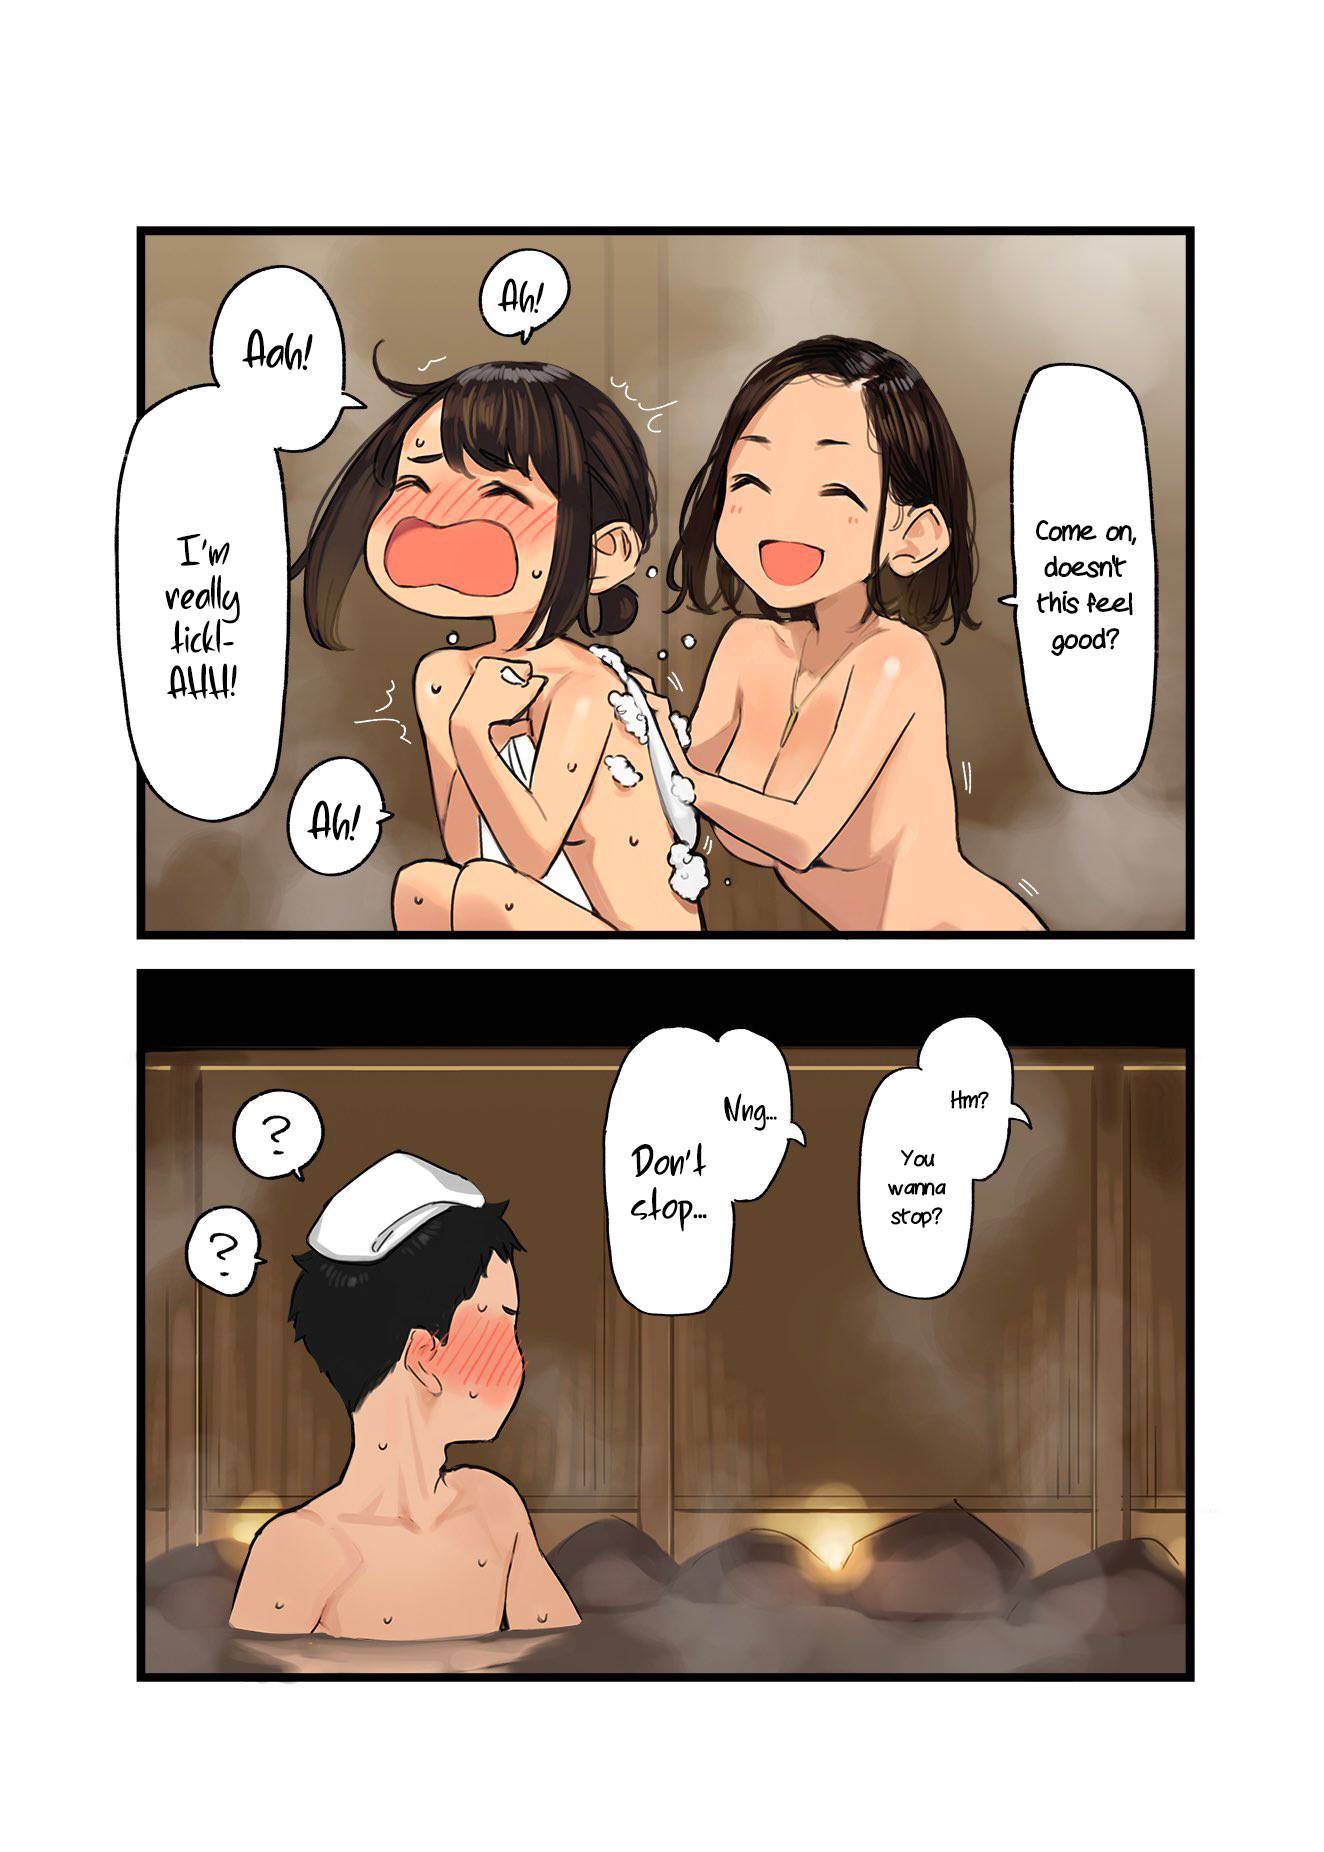 Come on,
doesn't
this feel
good?
Ah!
Aah!
I'm
really
tickl-
AHH!
Ah!
Hm?
You
wanna
stop?
Nng...
Don't
stop...
?
?